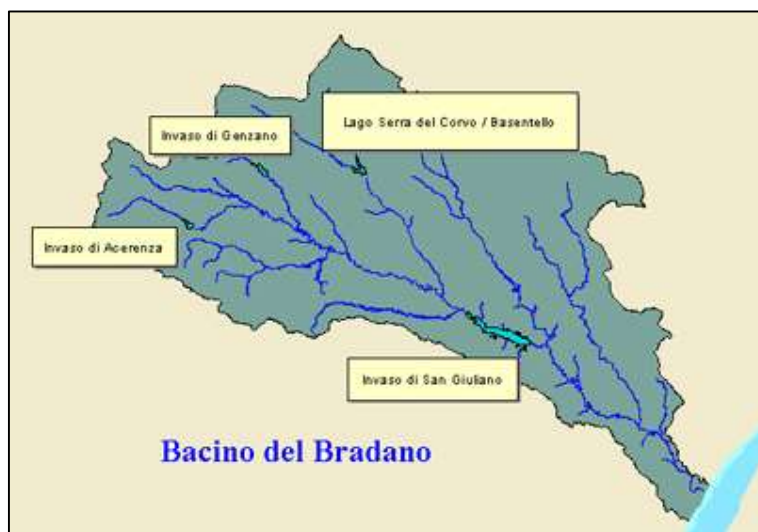 Lago Serra del Corvo / Basentello
Invaso di Genzano
Invaso di Acerenza
Invaso di San Giuliano
Bacino del Bradano